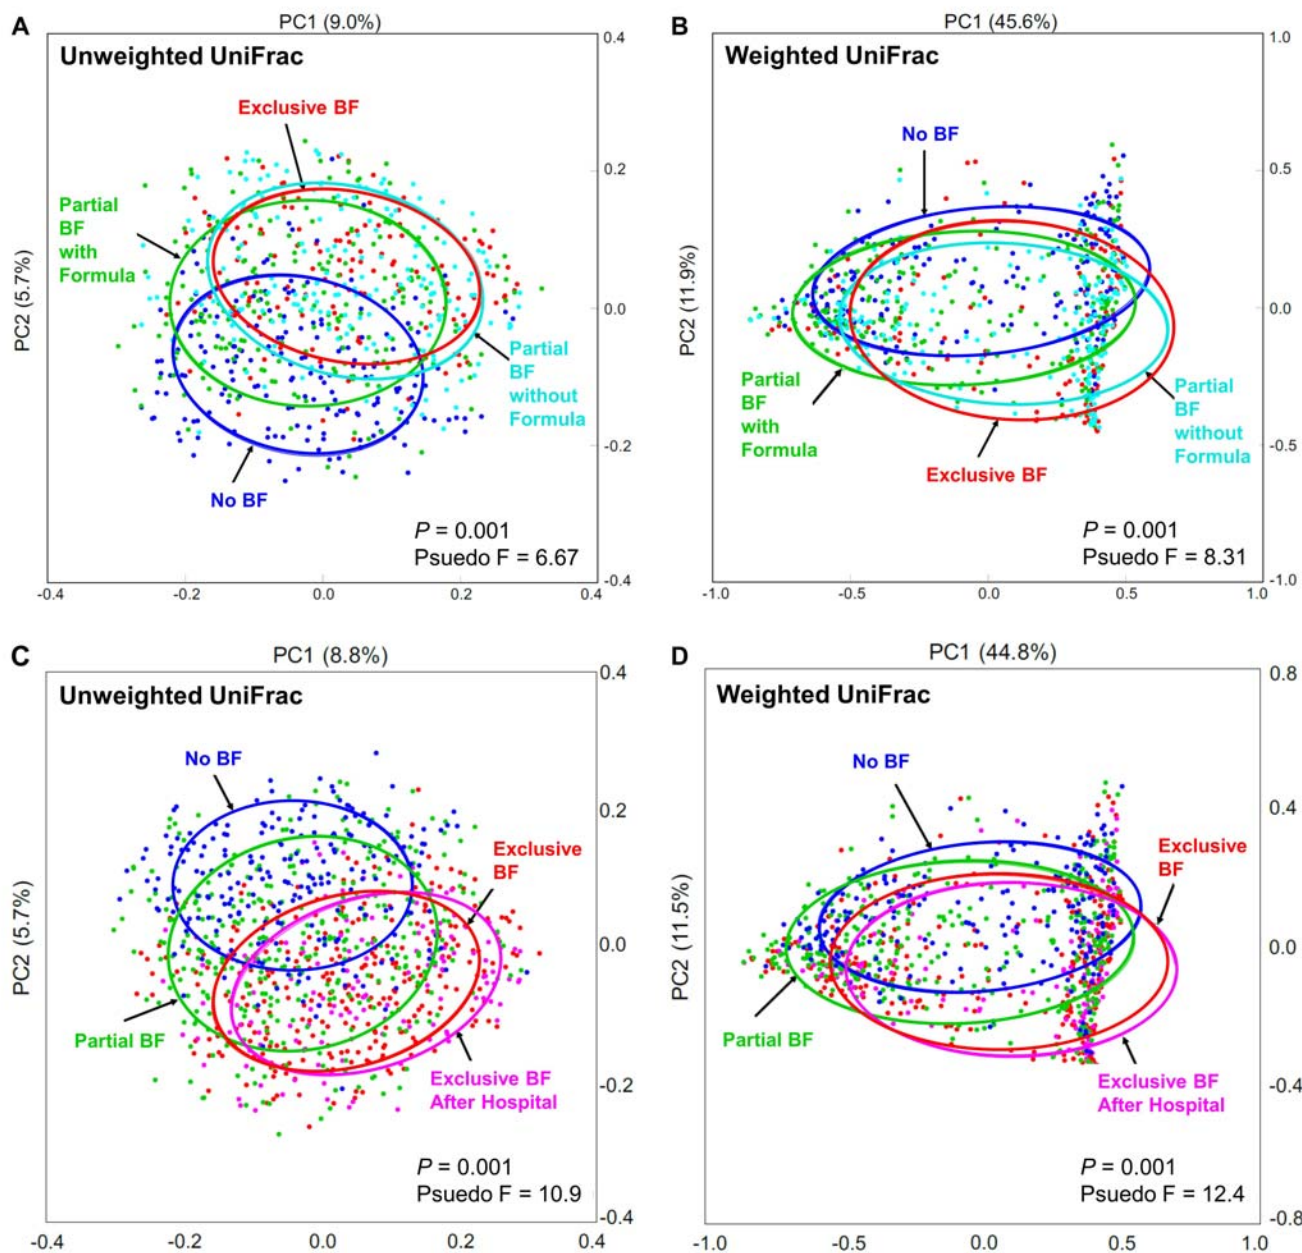 A
PC1 (9.0%)
Unweighted UniFrac
0.4
Exclusive BF
0.2
Partial
BF
with
Formula
PC2 (5.7%)
0.0
Partial
BF
without
Formula
-0.2
No BF
P = 0.001
Psuedo F = 6.67
-0.4
-0.4
-0.2
0.0
0.2
0.4
B
PC1 (45.6%)
Weighted UniFrac
1.0
No BF
0.5
PC2 (11.9%)
0.0
Partial
BF
with
Formula
Partial
BF
without
Formula
-0.5
Exclusive BF
P = 0.001
Psuedo F = 8.31
-1.0
-1.0
-0.5
0.0
0.5
1.0
C
PC1 (8.8%)
Unweighted UniFrac
0.4
No BF
0.2
Exclusive
BF
PC2 (5.7%)
0.0
Partial BF
Exclusive BF
After Hospital
-0.2
P = 0.001
Psuedo F = 10.9
-0.4
-0.4
-0.2
0.0
0.2
0.4
D
PC1 (44.8%)
Weighted UniFrac
0.8
No BF
0.4
Exclusive
BF
PC2 (11.5%)
0.0
Partial BF
Exclusive BF
After Hospital
-0.4
P = 0.001
Psuedo F = 12.4
-0.8
-1.0
-0.5
0.0
0.5
1.0